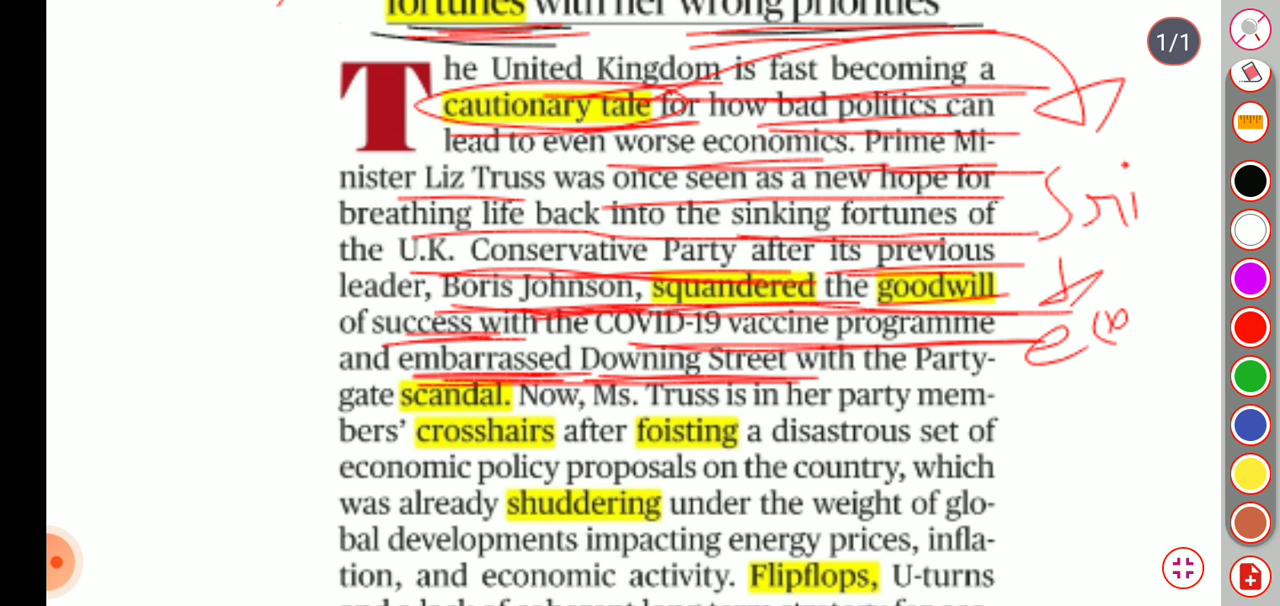 fortunes with her wrong priorities
1/1
The United Kingdom is fast becoming a
cautionary tale for how bad politics can
lead to even worse economics. Prime Mi-
nister Liz Truss was once seen as a new hope for
breathing life back into the sinking fortunes of
the U.K. Conservative Party after its previous
leader, Boris Johnson, squandered the goodwill
of success with the COVID-19 vaccine programme
and embarrassed Downing Street with the Party-
gate scandal. Now, Ms. Truss is in her party mem-
bers’ crosshairs after foisting a disastrous set of
economic policy proposals on the country, which
was already shuddering under the weight of glo-
bal developments impacting energy prices, infla-
tion, and economic activity. Flipflops, U-turns
Sri
eco